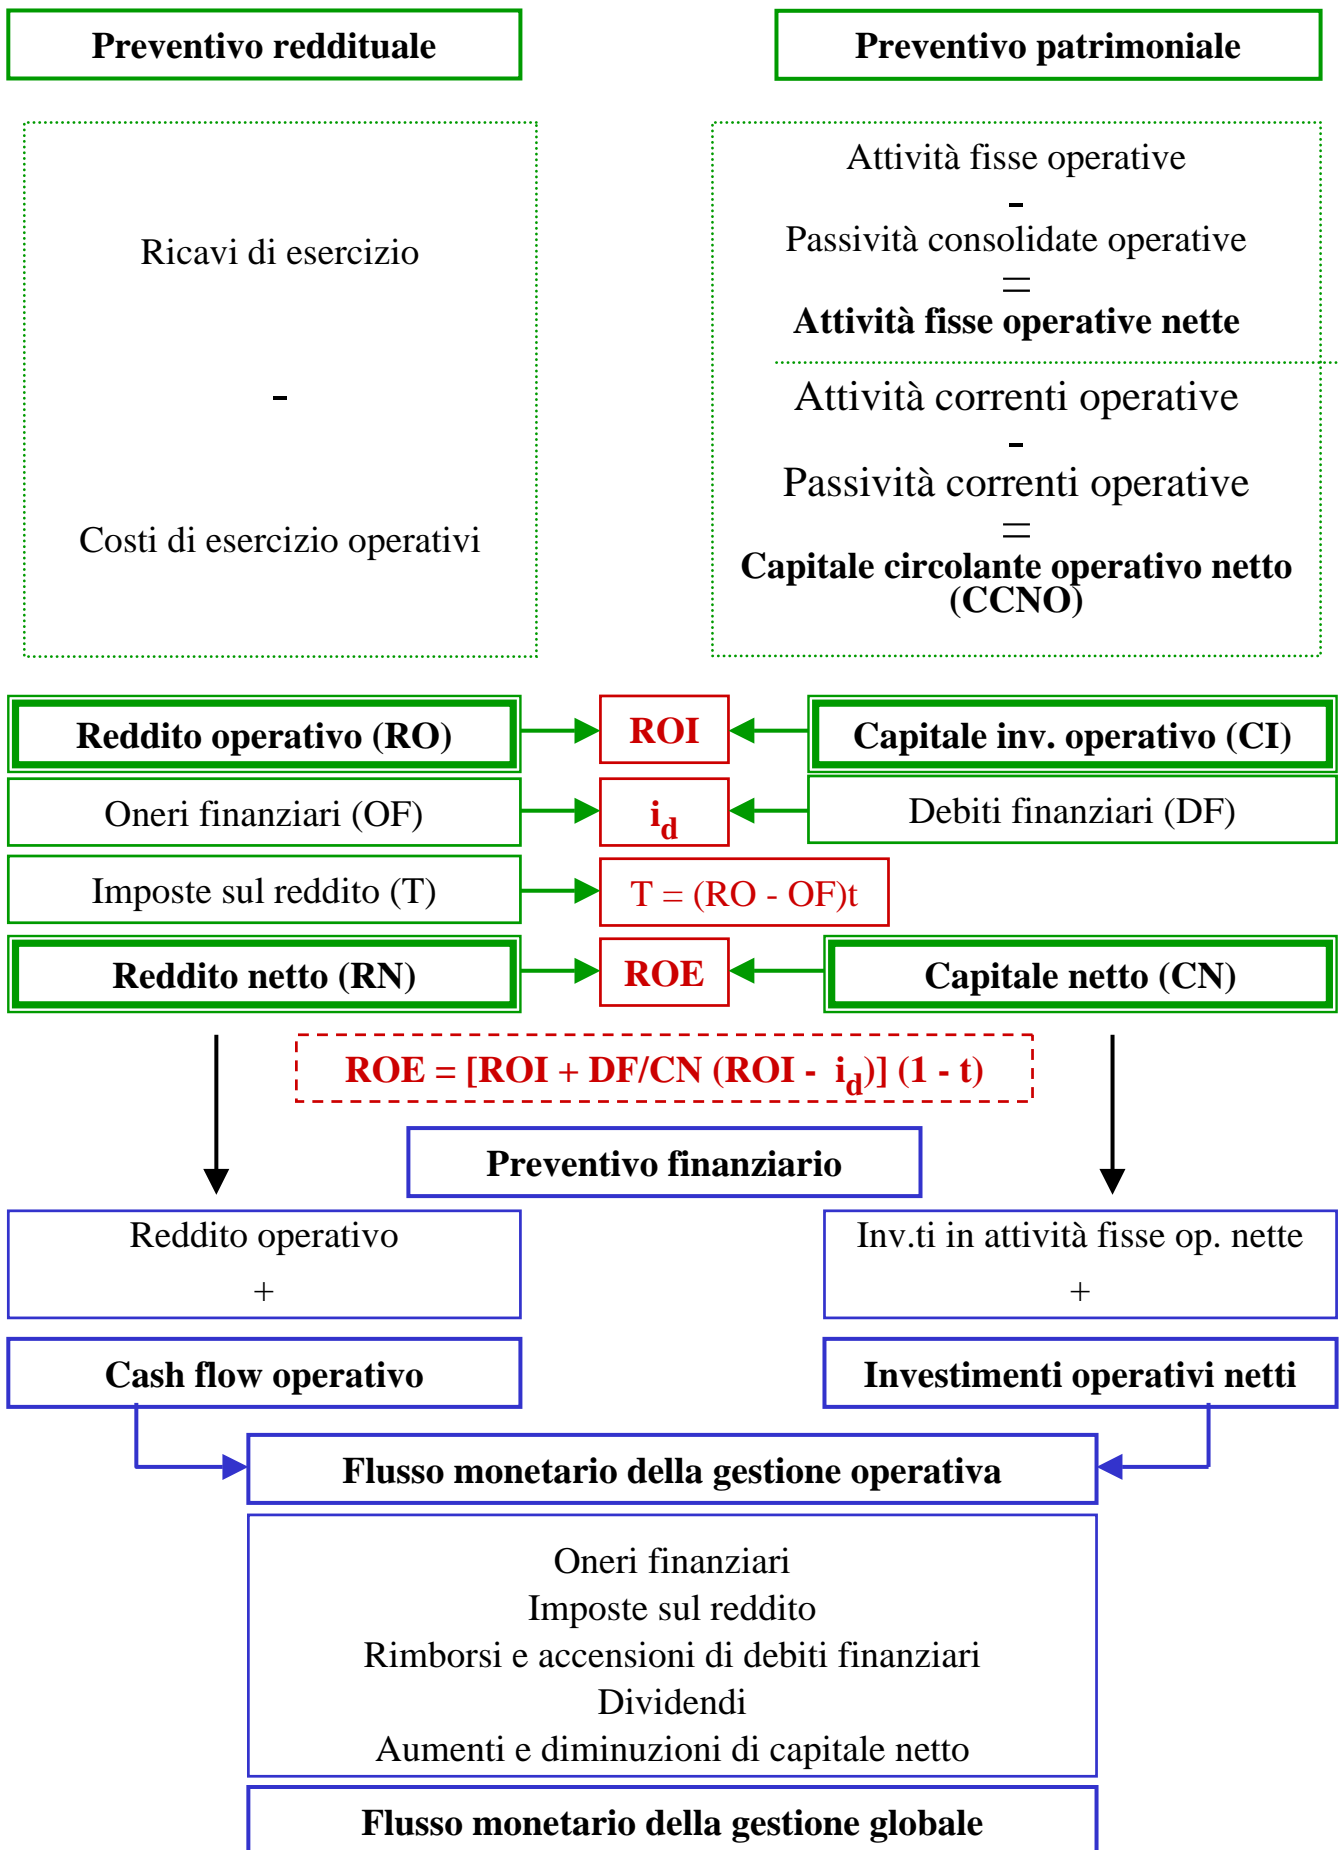 Preventivo reddituale
Preventivo patrimoniale
Ricavi di esercizio
-
Costi di esercizio operativi
Attività fisse operative
-
Passività consolidate operative
=
Attività fisse operative nette
Attività correnti operative
-
Passività correnti operative
=
Capitale circolante operativo netto
(CCNO)
Reddito operativo (RO)
ROI
Capitale inv. operativo (CI)
Oneri finanziari (OF)
i_d
Debiti finanziari (DF)
Imposte sul reddito (T)
T = (RO - OF)t
Reddito netto (RN)
ROE
Capitale netto (CN)
ROE = [ROI + DF/CN (ROI - i_d)] (1 - t)
Preventivo finanziario
Reddito operativo
+
Inv.ti in attività fisse op. nette
+
Cash flow operativo
Investimenti operativi netti
Flusso monetario della gestione operativa
Oneri finanziari
Imposte sul reddito
Rimborsi e accensioni di debiti finanziari
Dividendi
Aumenti e diminuzioni di capitale netto
Flusso monetario della gestione globale